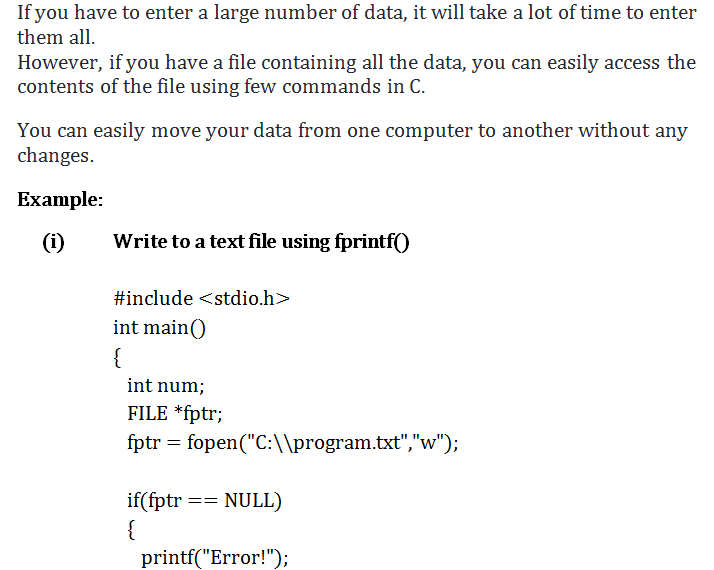 If you have to enter a large number of data, it will take a lot of time to enter
them all.
However, if you have a file containing all the data, you can easily access the
contents of the file using few commands in C.
You can easily move your data from one computer to another without any
changes.
Example:
(i) Write to a text file using fprintf()
#include <stdio.h>
int main()
{
int num;
FILE *fptr;
fptr = fopen("C:\\program.txt","w");
if(fptr == NULL)
{
printf("Error!");